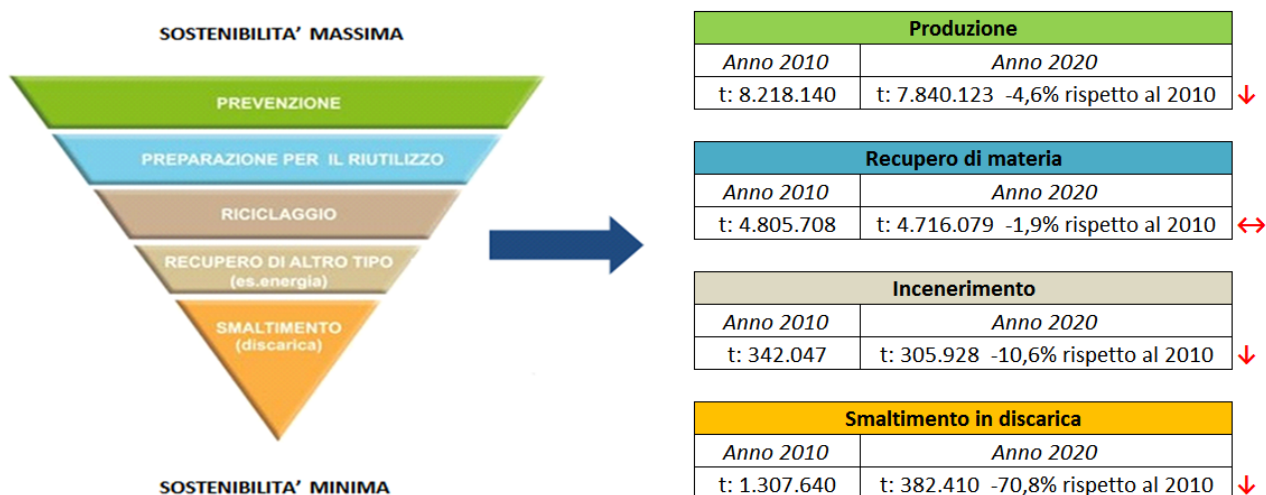 SOSTENIBILITA’ MASSIMA
PREVENZIONE
PREPARAZIONE PER IL RIUTILIZZO
RICICLAGGIO
RECUPERO DI ALTRO TIPO
(es.energia)
SMALTIMENTO
(discarica)
SOSTENIBILITA’ MINIMA
Produzione
Anno 2010 Anno 2020
t: 8.218.140 t: 7.840.123 -4,6% rispetto al 2010 ↓
Recupero di materia
Anno 2010 Anno 2020
t: 4.805.708 t: 4.716.079 -1,9% rispetto al 2010 ↔
Incenerimento
Anno 2010 Anno 2020
t: 342.047 t: 305.928 -10,6% rispetto al 2010 ↓
Smaltimento in discarica
Anno 2010 Anno 2020
t: 1.307.640 t: 382.410 -70,8% rispetto al 2010 ↓